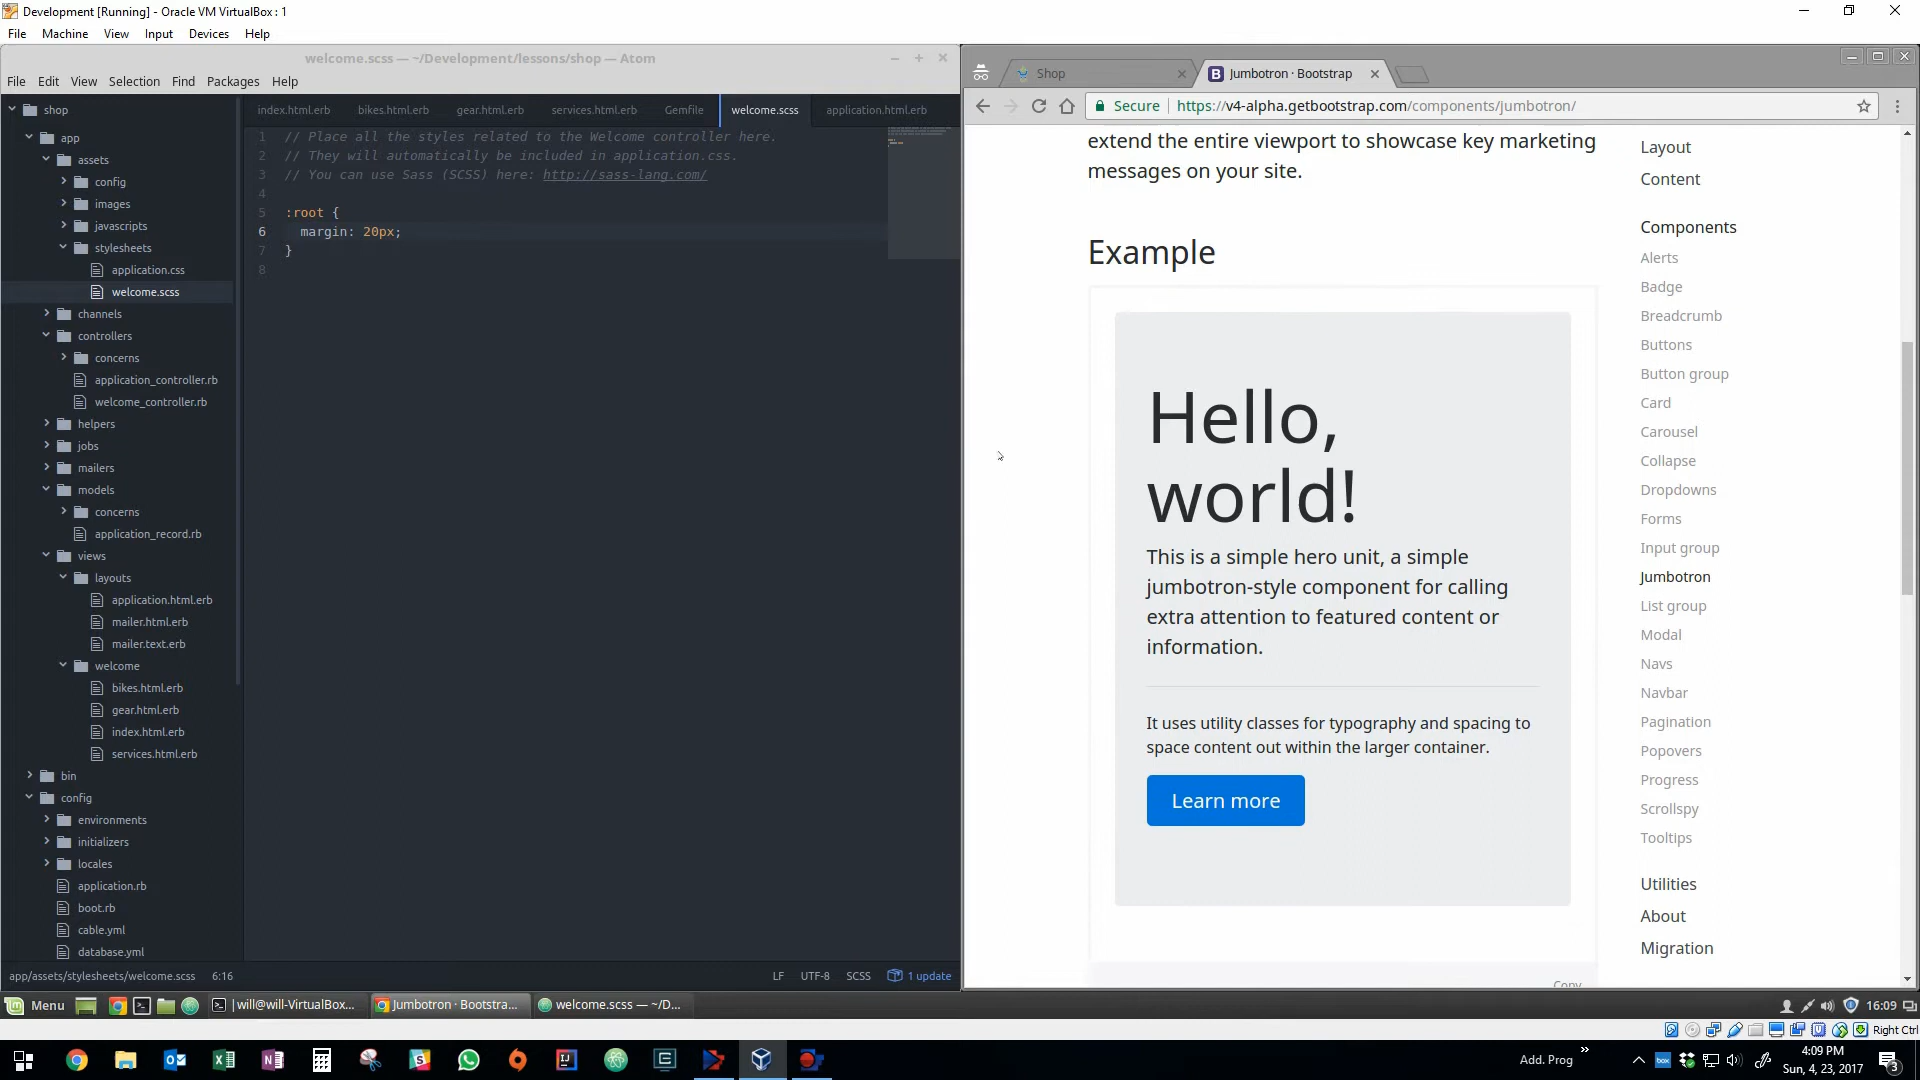 Development [Running] - Oracle VM VirtualBox : 1
File Machine View Input Devices Help
welcome.scss — ~/Development/lessons/shop — Atom
File Edit View Selection Find Packages Help
shop
app
assets
config
images
javascripts
stylesheets
application.css
welcome.scss
channels
controllers
concerns
application_controller.rb
welcome_controller.rb
helpers
jobs
mailers
models
concerns
application_record.rb
views
layouts
application.html.erb
mailer.html.erb
mailer.text.erb
welcome
bikes.html.erb
gear.html.erb
index.html.erb
services.html.erb
bin
config
environments
initializers
locales
application.rb
boot.rb
cable.yml
database.yml
index.html.erb bikes.html.erb gear.html.erb services.html.erb Gemfile welcome.scss application.html.erb
1 // Place all the styles related to the Welcome controller here.
2 // They will automatically be included in application.css.
3 // You can use Sass (SCSS) here: http://sass-lang.com/
4
5 :root {
6 margin: 20px;
7 }
8
app/assets/stylesheets/welcome.scss 6:16 LF UTF-8 SCSS 1 update
Shop
B Jumbotron · Bootstrap
Secure https://v4-alpha.getbootstrap.com/components/jumbotron/
extend the entire viewport to showcase key marketing
messages on your site.
Example
Hello,
world!
This is a simple hero unit, a simple
jumbotron-style component for calling
extra attention to featured content or
information.
It uses utility classes for typography and spacing to
space content out within the larger container.
Learn more
Copy
Layout
Content
Components
Alerts
Badge
Breadcrumb
Buttons
Button group
Card
Carousel
Collapse
Dropdowns
Forms
Input group
Jumbotron
List group
Modal
Navs
Navbar
Pagination
Popovers
Progress
Scrollspy
Tooltips
Utilities
About
Migration
Menu |will@will-VirtualBox... Jumbotron · Bootstra... welcome.scss — ~/D... 16:09
Right Ctrl
Add. Prog »
4:09 PM
Sun, 4, 23, 2017
3